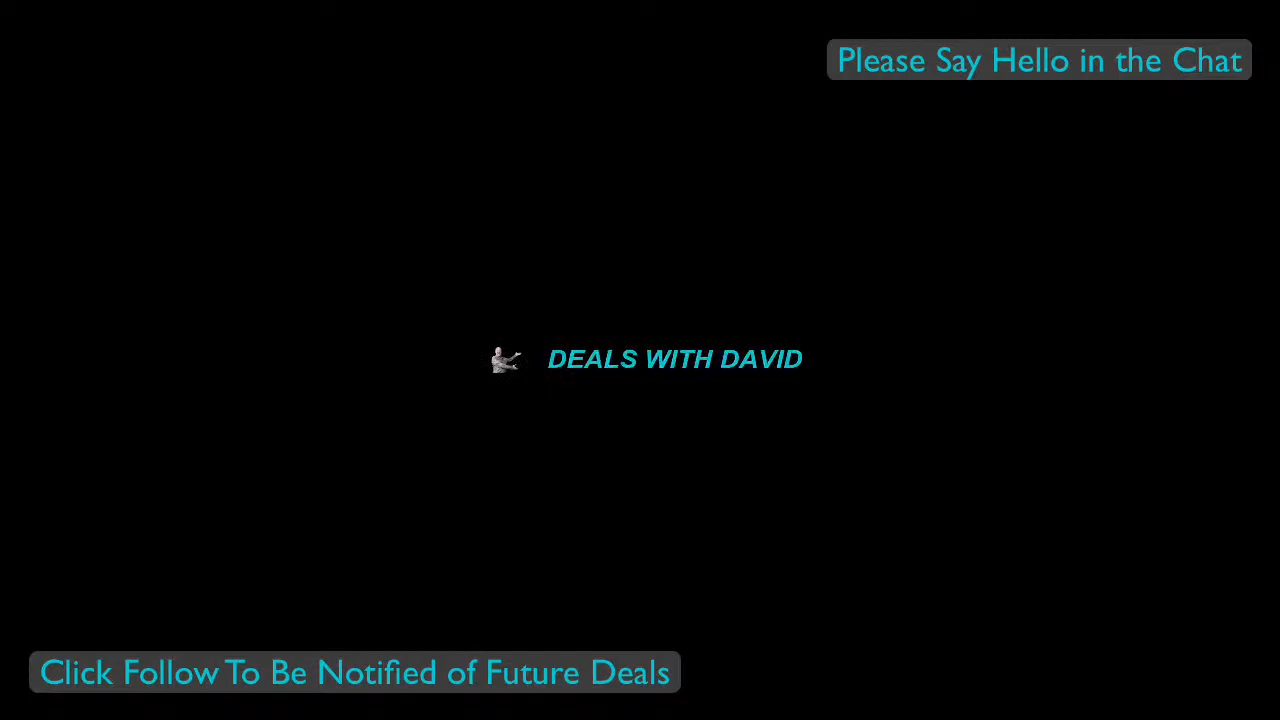 Please Say Hello in the Chat
DEALS WITH DAVID
Click Follow To Be Notified of Future Deals